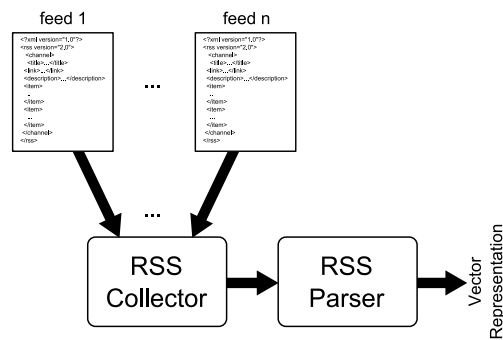 feed 1
<?xml version="1,0"?>
<rss version="2,0">
<channel>
<title>...</title>
<link>...</link>
<description>...</description>
<item>
..
</item>
<item>
...
</item>
</channel>
</rss>
...
feed n
<?xml version="1,0"?>
<rss version="2,0">
<channel>
<title>...</title>
<link>...</link>
<description>...</description>
<item>
..
</item>
<item>
...
</item>
</channel>
</rss>
...
RSS
Collector
RSS
Parser
Vector
Representation